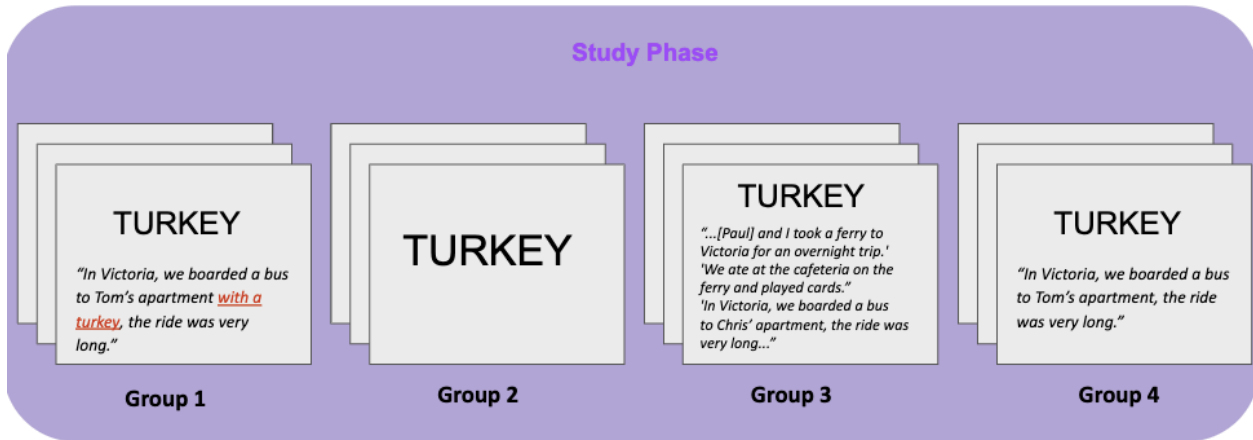 Study Phase
TURKEY
“In Victoria, we boarded a bus
to Tom’s apartment with a
turkey, the ride was very
long.”
Group 1
TURKEY
Group 2
TURKEY
“...[Paul] and I took a ferry to
Victoria for an overnight trip.'
'We ate at the cafeteria on the
ferry and played cards.”
'In Victoria, we boarded a bus
to Chris’ apartment, the ride was
very long...”
Group 3
TURKEY
“In Victoria, we boarded a bus
to Tom’s apartment, the ride
was very long.”
Group 4